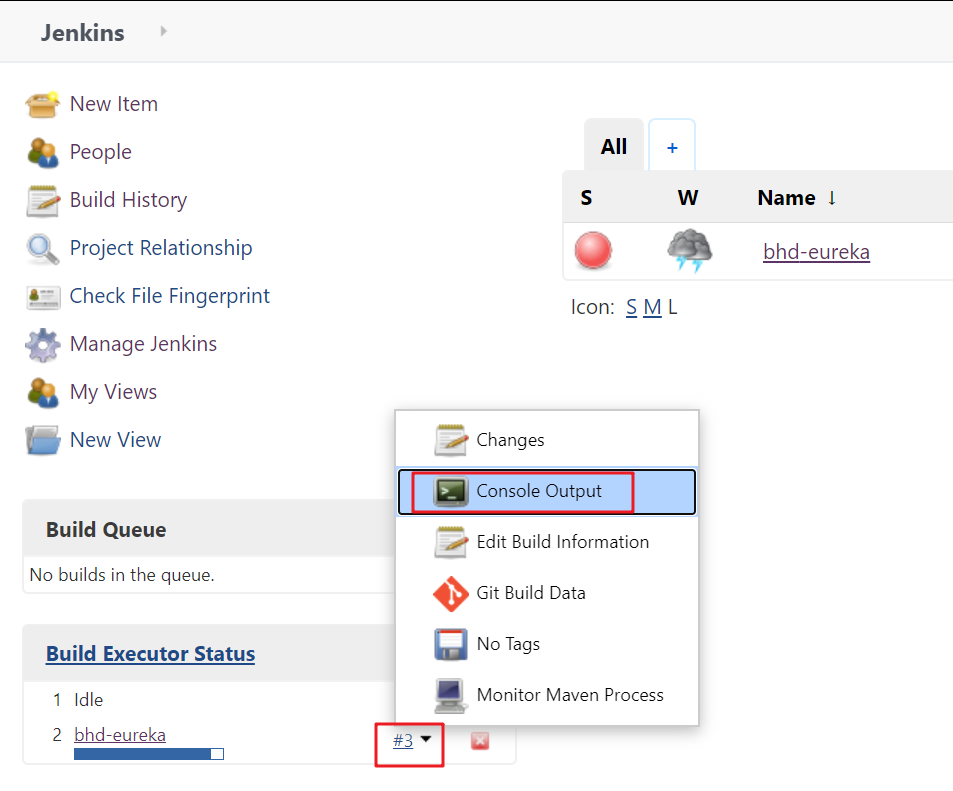 Jenkins
New Item
People
Build History
Project Relationship
Check File Fingerprint
Manage Jenkins
My Views
New View
All +
S W Name ↓
bhd-eureka
Icon: S M L
Changes
Console Output
Edit Build Information
Git Build Data
No Tags
Monitor Maven Process
Build Queue
No builds in the queue.
Build Executor Status
1 Idle
2 bhd-eureka #3